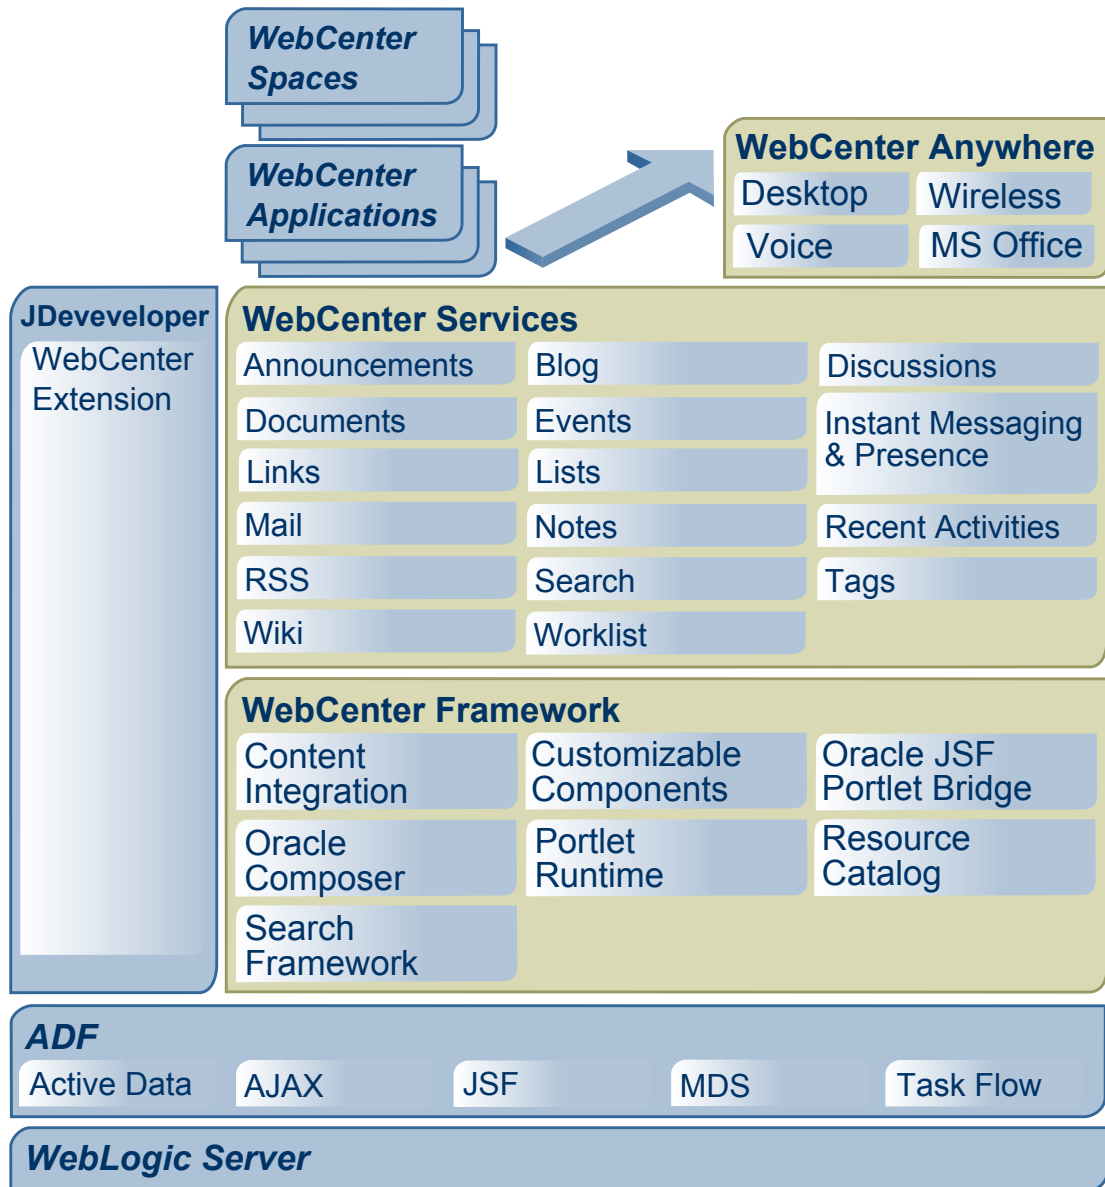 WebCenter
Spaces
WebCenter
Applications
WebCenter Anywhere
Desktop
Wireless
Voice
MS Office
JDeveveloper
WebCenter
Extension
WebCenter Services
Announcements
Blog
Discussions
Documents
Events
Instant Messaging
& Presence
Links
Lists
Mail
Notes
Recent Activities
RSS
Search
Tags
Wiki
Worklist
WebCenter Framework
Content
Integration
Customizable
Components
Oracle JSF
Portlet Bridge
Oracle
Composer
Portlet
Runtime
Resource
Catalog
Search
Framework
ADF
Active Data
AJAX
JSF
MDS
Task Flow
WebLogic Server